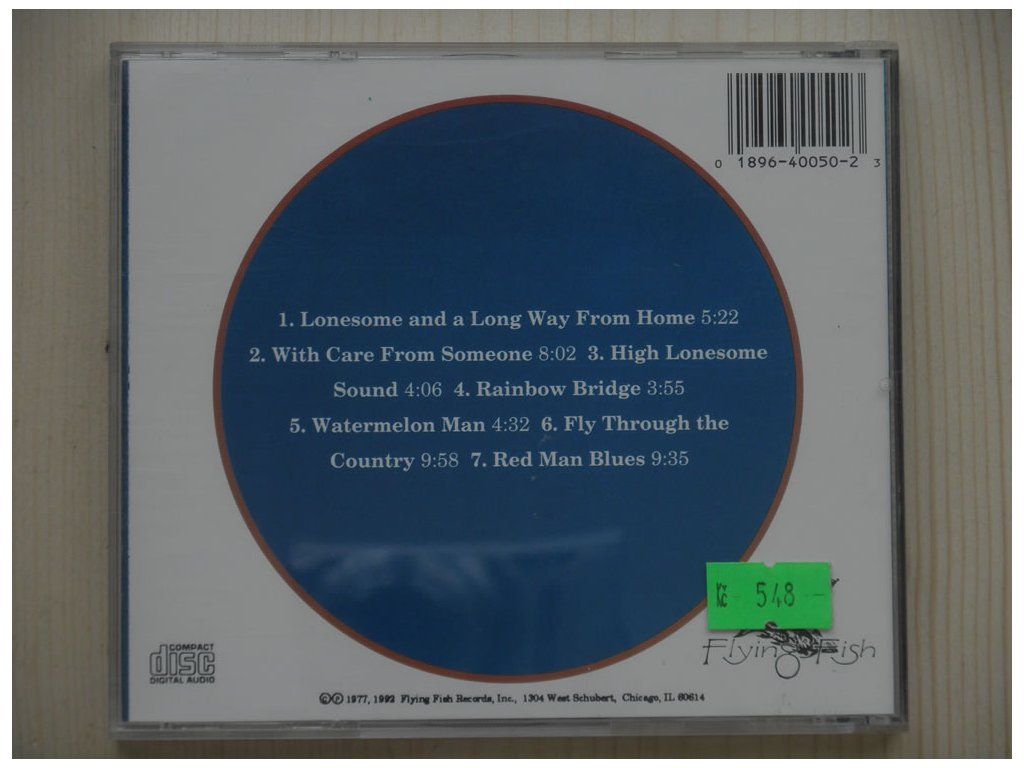 0 1896-40050-2 3
1. Lonesome and a Long Way From Home 5:22
2. With Care From Someone 8:02 3. High Lonesome
Sound 4:06 4. Rainbow Bridge 3:55
5. Watermelon Man 4:32 6. Fly Through the
Country 9:58 7. Red Man Blues 9:35
Kč 548 —
Flying Fish
COMPACT
disc
DIGITAL AUDIO
©℗ 1977, 1992 Flying Fish Records, Inc., 1304 West Schubert, Chicago, IL 60614